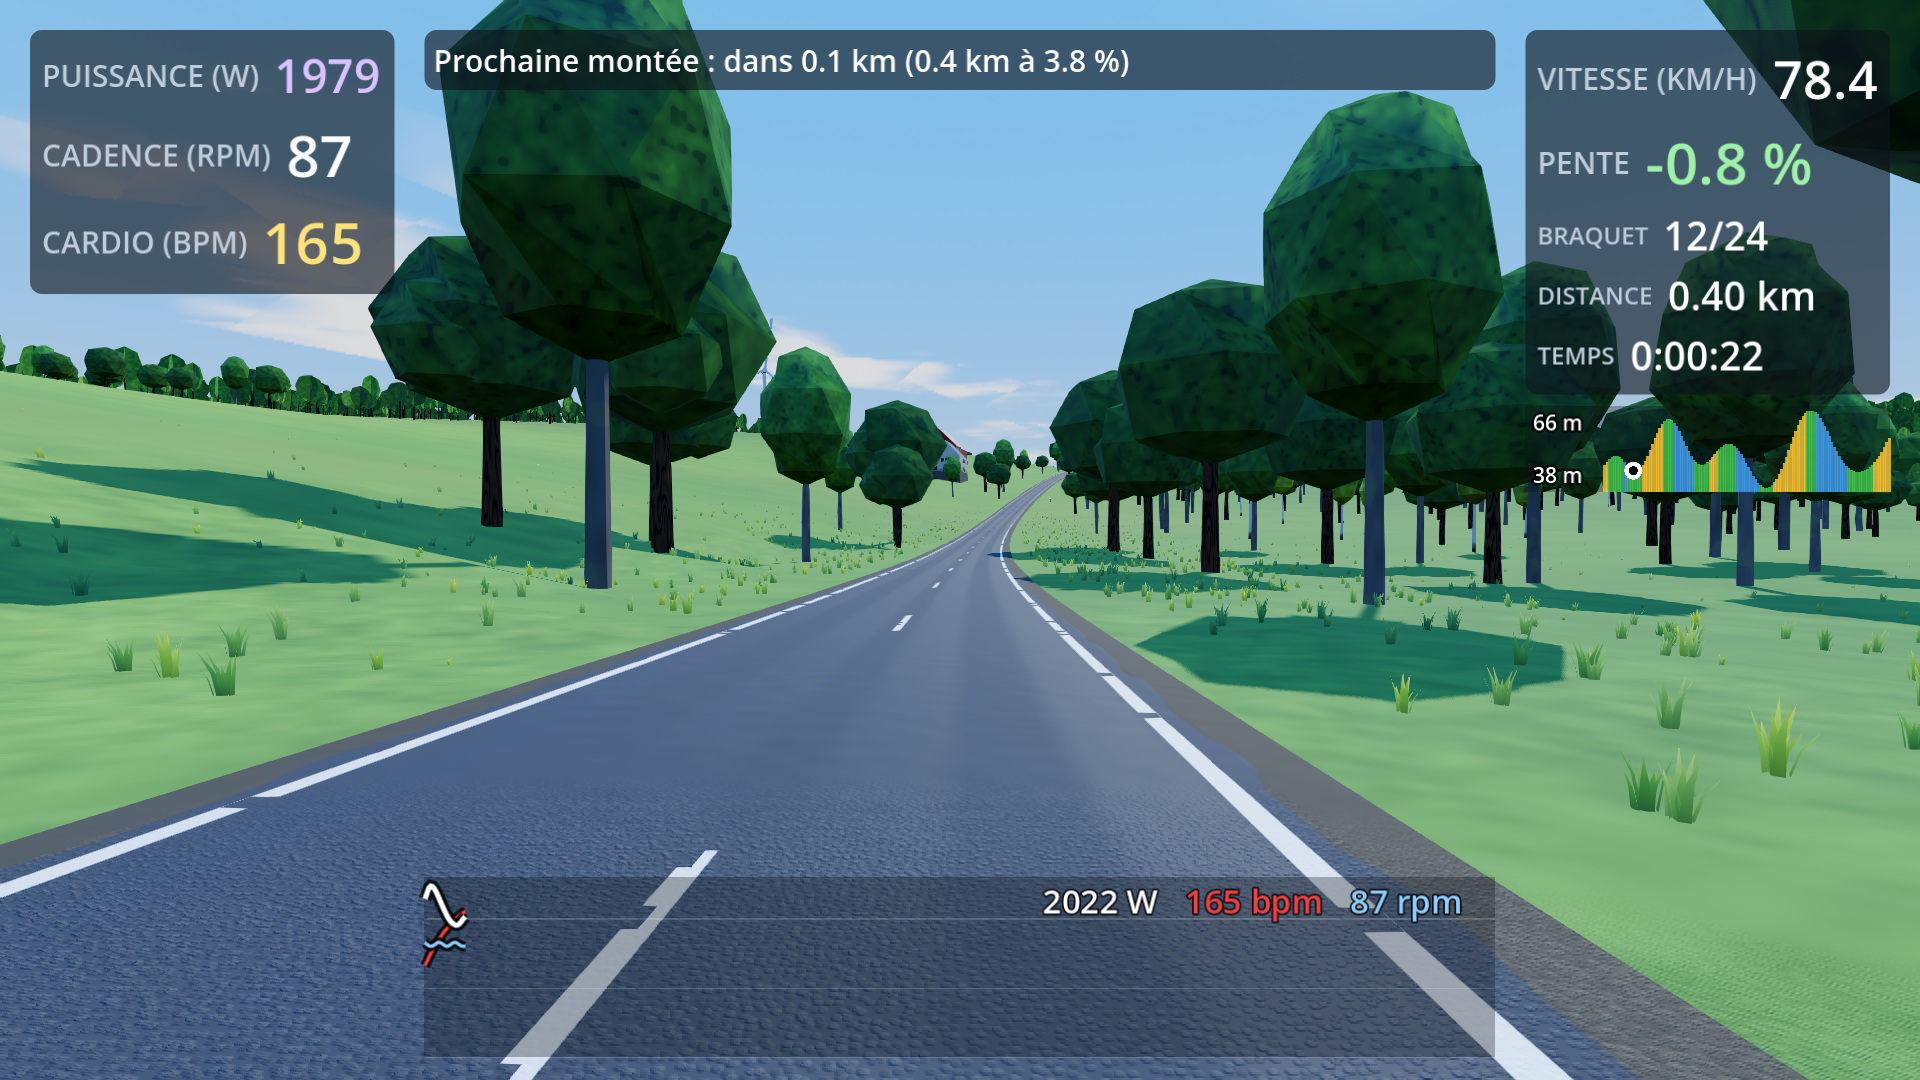 PUISSANCE (W) 1979
CADENCE (RPM) 87
CARDIO (BPM) 165
Prochaine montée : dans 0.1 km (0.4 km à 3.8 %)
VITESSE (KM/H) 78.4
PENTE -0.8 %
BRAQUET 12/24
DISTANCE 0.40 km
TEMPS 0:00:22
66 m
38 m
2022 W 165 bpm 87 rpm